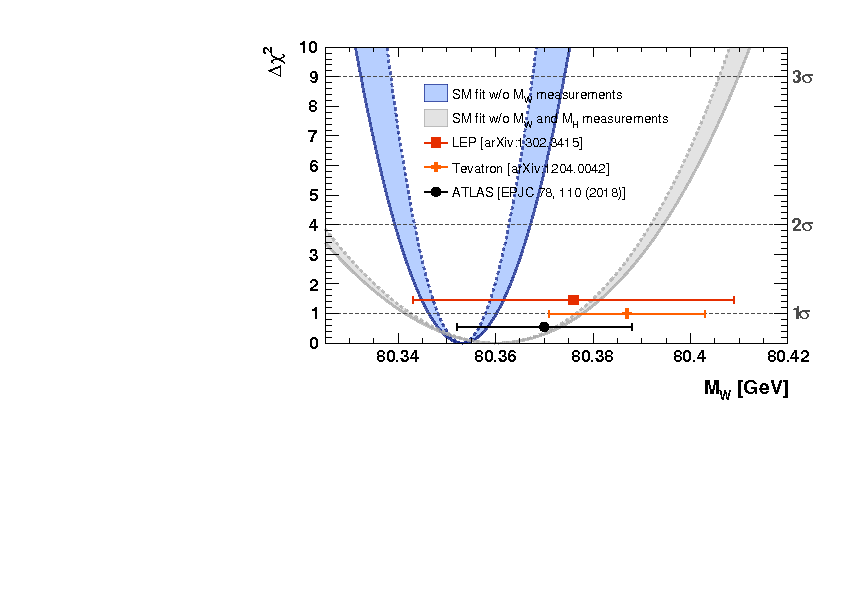 Δχ²
10
9
8
7
6
5
4
3
2
1
0
3σ
2σ
1σ
SM fit w/o M_W measurements
SM fit w/o M_W and M_H measurements
LEP [arXiv:1302.3415]
Tevatron [arXiv:1204.0042]
ATLAS [EPJC 78, 110 (2018)]
80.34 80.36 80.38 80.4 80.42
M_W [GeV]